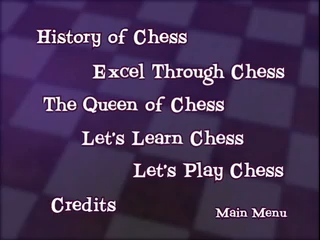 History of Chess
Excel Through Chess
The Queen of Chess
Let's Learn Chess
Let's Play Chess
Credits
Main Menu